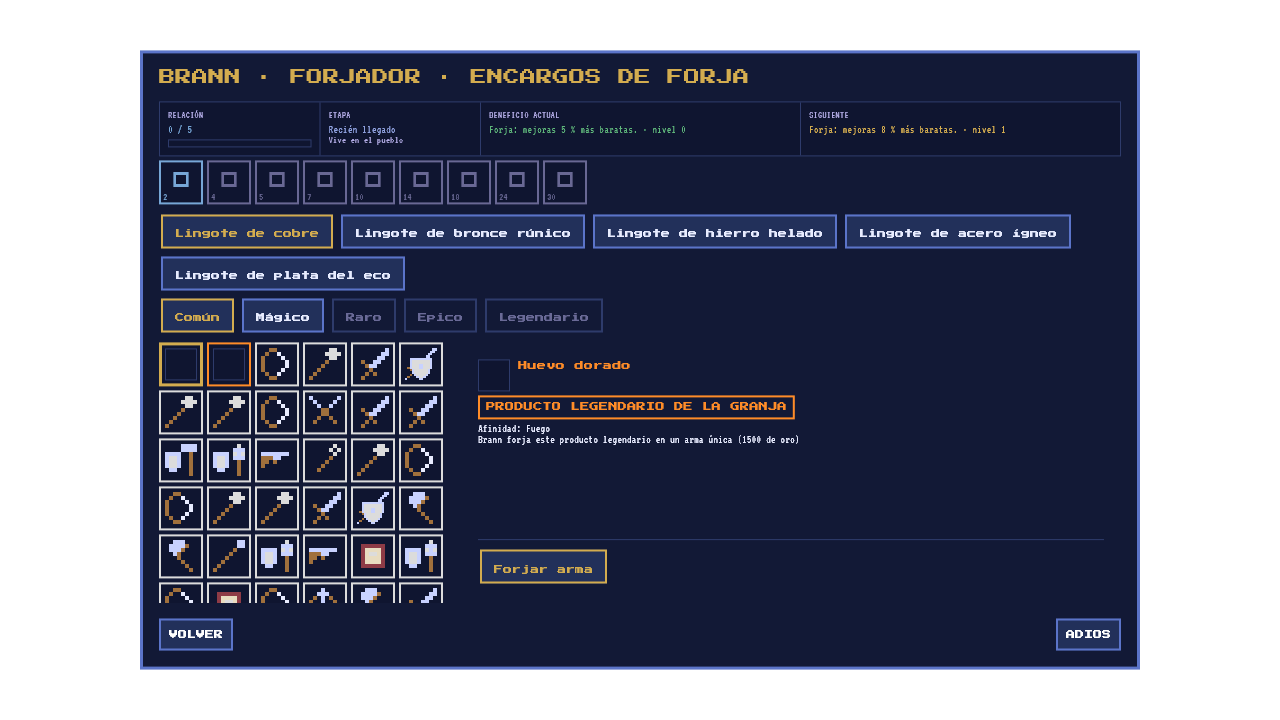 BRANN · FORJADOR · ENCARGOS DE FORJA
RELACIÓN
0 / 5
ETAPA
Recién llegado
Vive en el pueblo
BENEFICIO ACTUAL
Forja: mejoras 5 % más baratas. · nivel 0
SIGUIENTE
Forja: mejoras 8 % más baratas. · nivel 1
2 4 5 7 10 14 18 24 30
Lingote de cobre Lingote de bronce rúnico Lingote de hierro helado Lingote de acero ígneo
Lingote de plata del eco
Común Mágico Raro Epico Legendario
Huevo dorado
PRODUCTO LEGENDARIO DE LA GRANJA
Afinidad: Fuego
Brann forja este producto legendario en un arma única (1500 de oro)
Forjar arma
VOLVER ADIOS